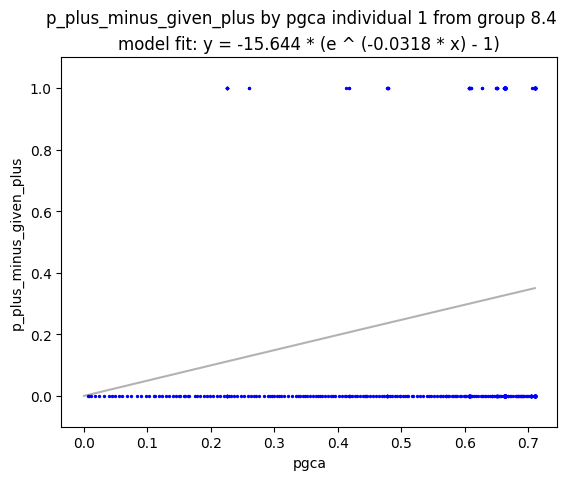 p_plus_minus_given_plus by pgca individual 1 from group 8.4
model fit: y = -15.644 * (e ^ (-0.0318 * x) - 1)
1.0
0.8
0.6
0.4
0.2
0.0
p_plus_minus_given_plus
0.0 0.1 0.2 0.3 0.4 0.5 0.6 0.7
pgca